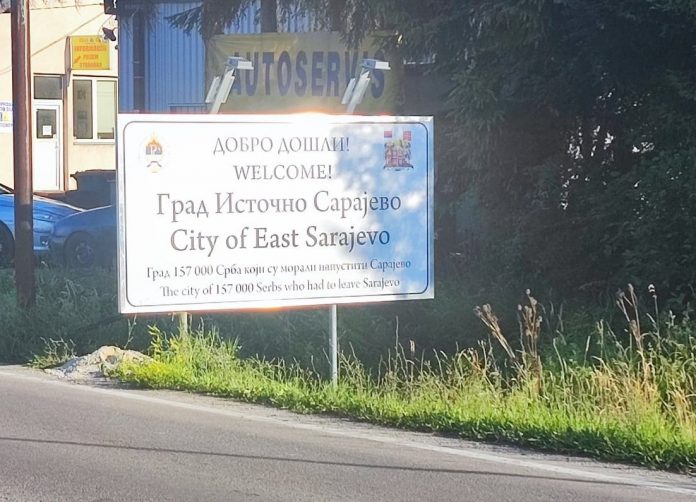 AUTOSERVIS
ДОБРО ДОШЛИ!
WELCOME!
Град Источно Сарајево
City of East Sarajevo
Град 157 000 Срба који су морали напустити Сарајево
The city of 157 000 Serbs who had to leave Sarajevo